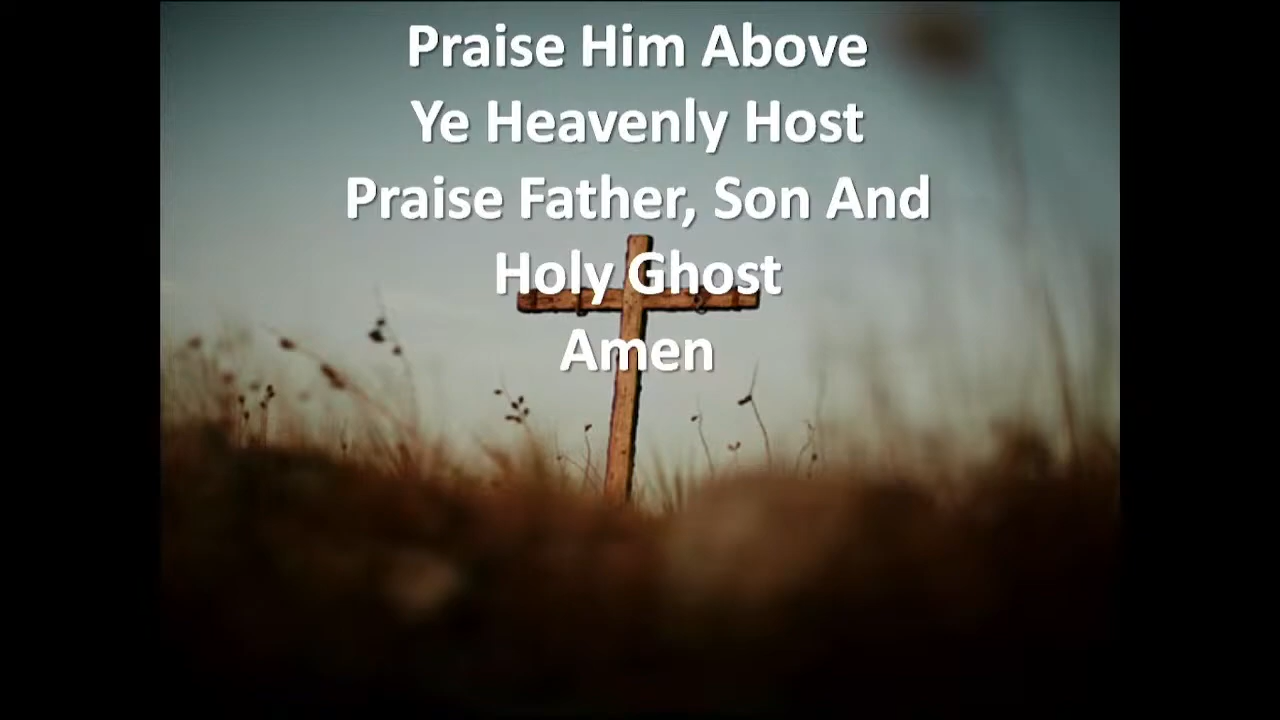 Praise Him Above
Ye Heavenly Host
Praise Father, Son And
Holy Ghost
Amen